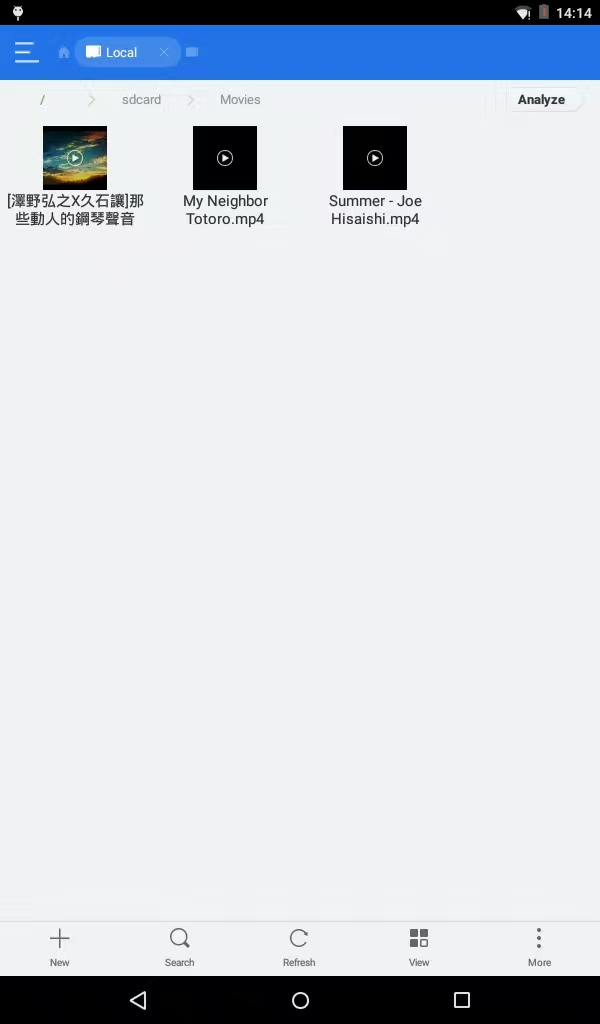 14:14
Local
/ sdcard Movies Analyze
[澤野弘之X久石讓]那
些動人的鋼琴聲音
My Neighbor
Totoro.mp4
Summer - Joe
Hisaishi.mp4
New Search Refresh View More